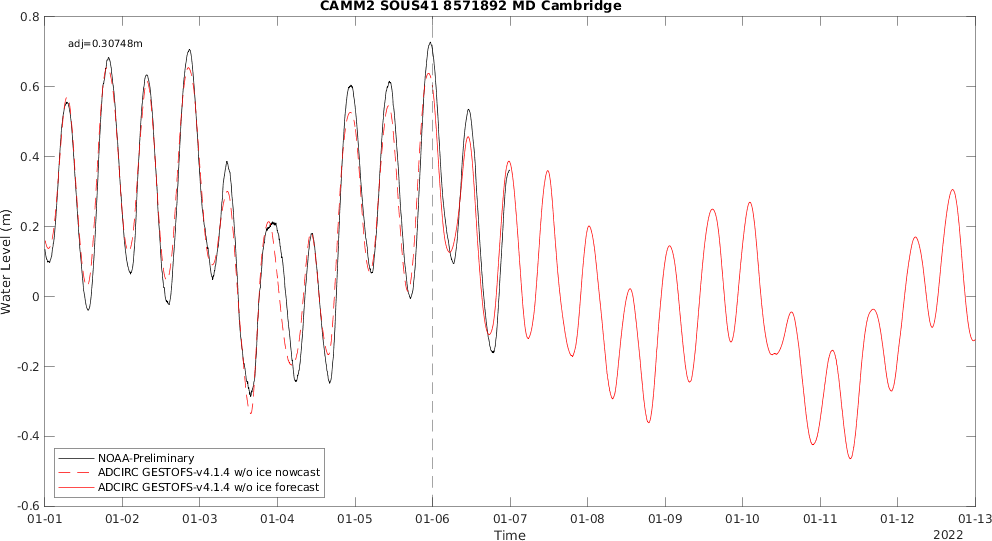 CAMM2 SOUS41 8571892 MD Cambridge
adj=0.30748m
Water Level (m)
0.8
0.6
0.4
0.2
0
-0.2
-0.4
-0.6
NOAA-Preliminary
ADCIRC GESTOFS-v4.1.4 w/o ice nowcast
ADCIRC GESTOFS-v4.1.4 w/o ice forecast
01-01 01-02 01-03 01-04 01-05 01-06 01-07 01-08 01-09 01-10 01-11 01-12 01-13
Time
2022